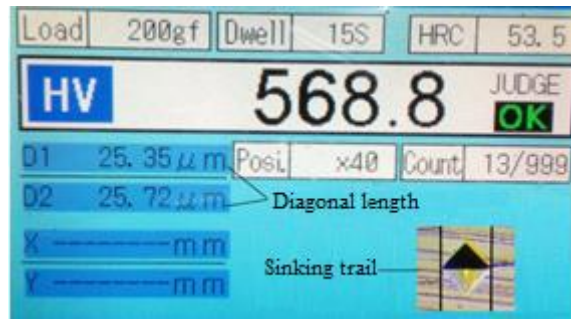 Load 200gf Dwell 15S HRC 53.5
HV 568.8 JUDGE OK
D1 25.35μm Posi. x40 Count 13/999
D2 25.72μm Diagonal length
X --------mm
Sinking trail
Y --------mm